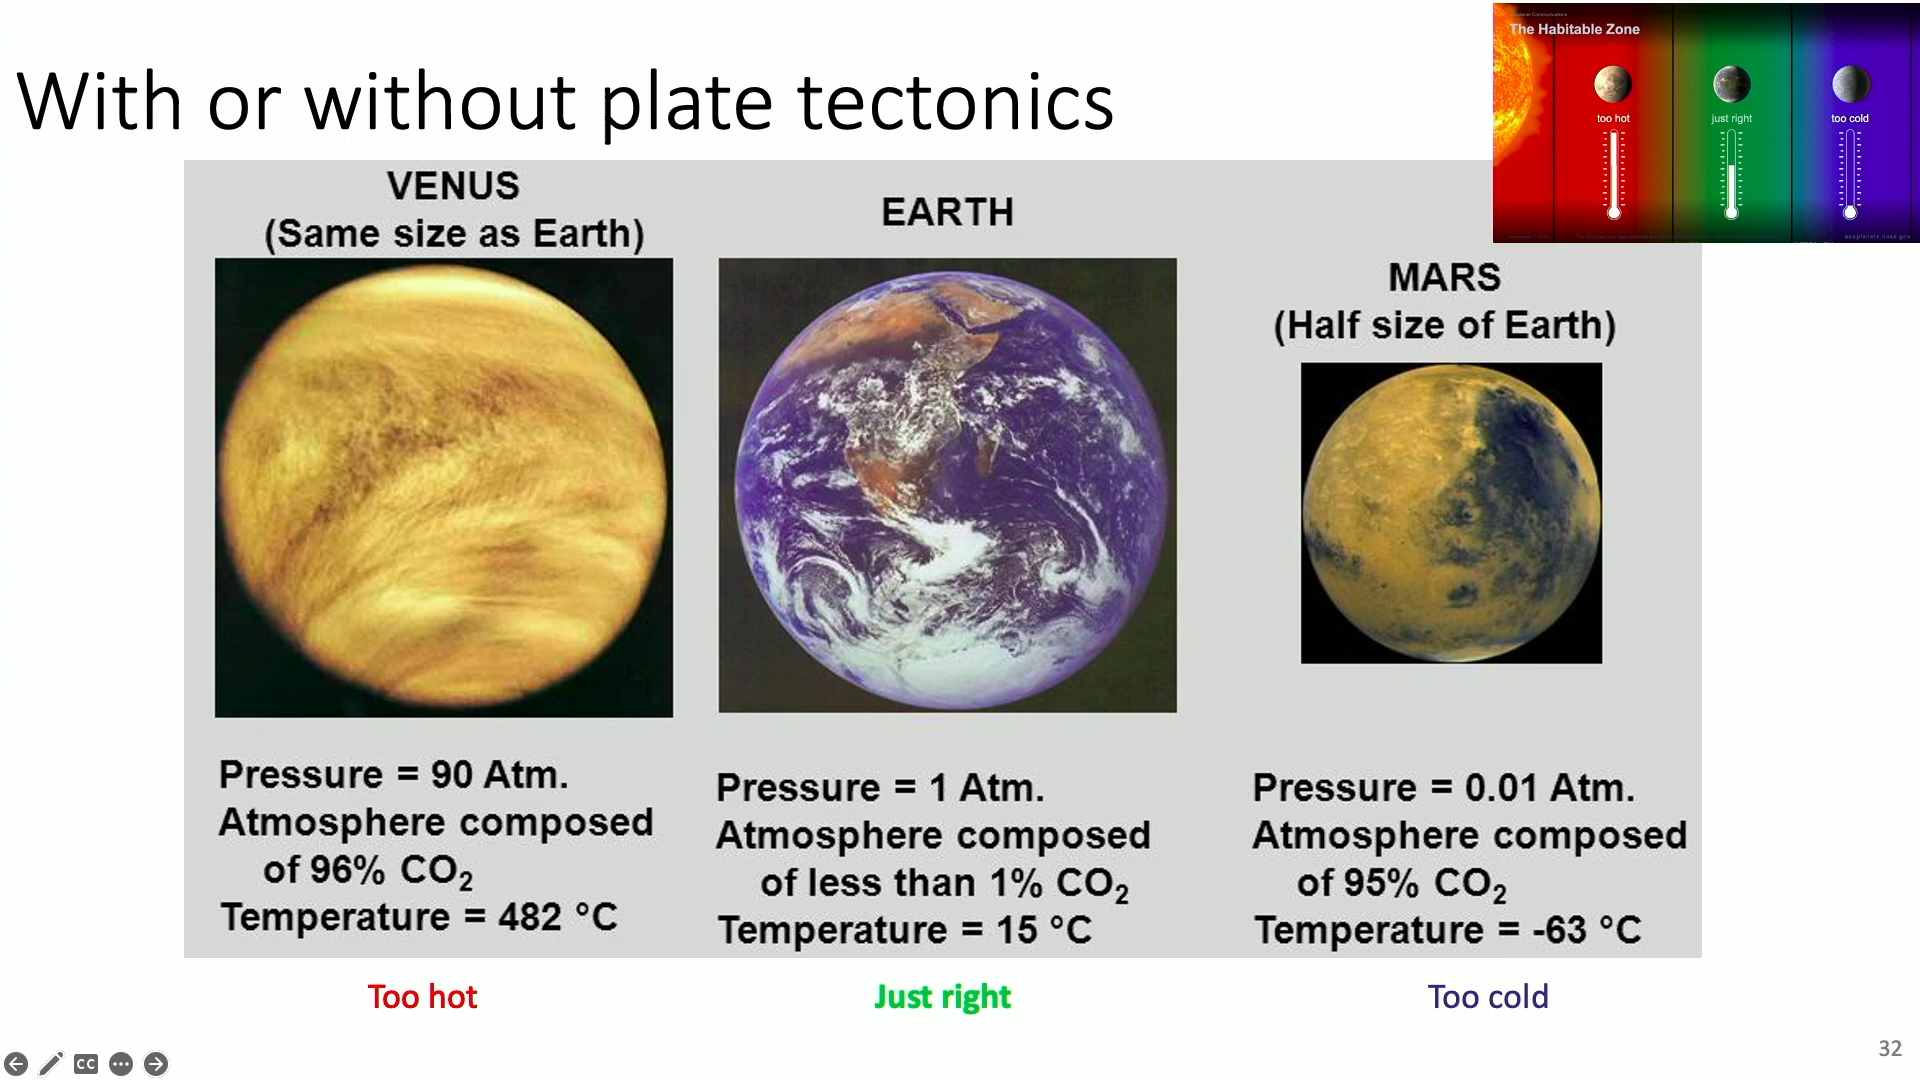 With or without plate tectonics
The Habitable Zone
too hot
just right
too cold
VENUS
(Same size as Earth)
EARTH
MARS
(Half size of Earth)
Pressure = 90 Atm.
Atmosphere composed
of 96% CO₂
Temperature = 482 °C
Pressure = 1 Atm.
Atmosphere composed
of less than 1% CO₂
Temperature = 15 °C
Pressure = 0.01 Atm.
Atmosphere composed
of 95% CO₂
Temperature = -63 °C
Too hot
Just right
Too cold
CC
32